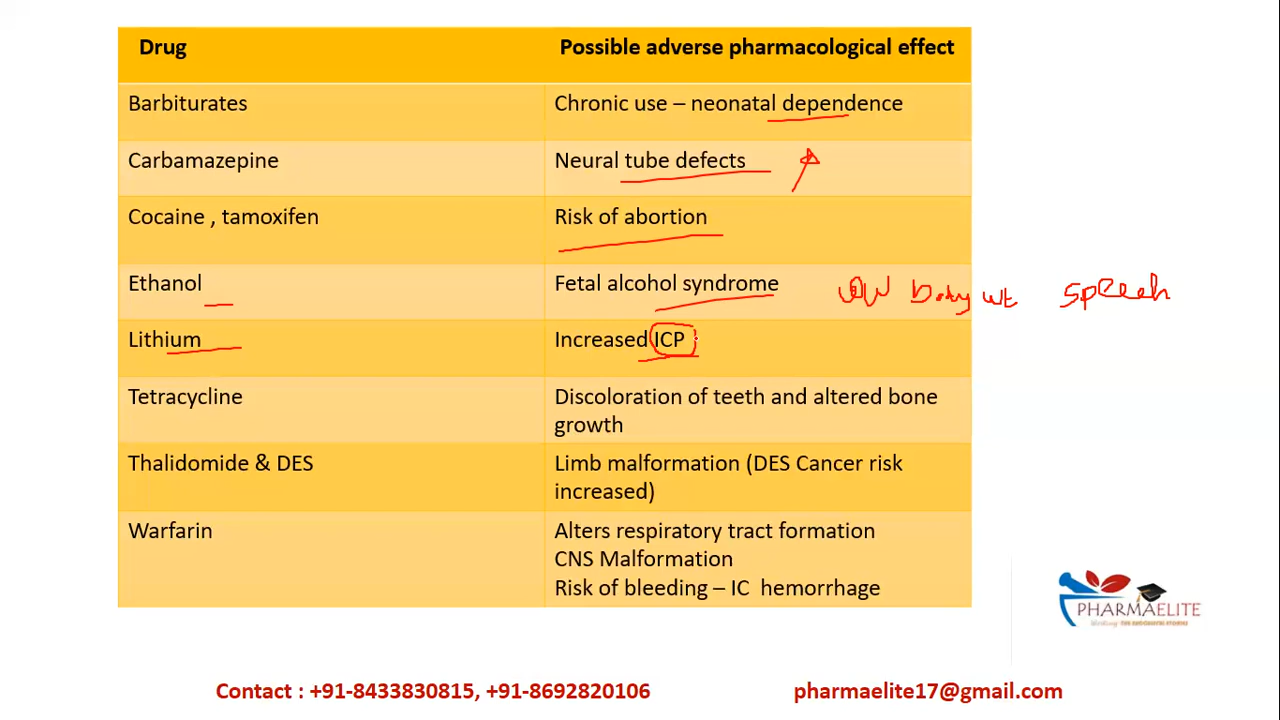 Drug Possible adverse pharmacological effect
Barbiturates Chronic use – neonatal dependence
Carbamazepine Neural tube defects
Cocaine , tamoxifen Risk of abortion
Ethanol Fetal alcohol syndrome low body wt speech
Lithium Increased ICP
Tetracycline Discoloration of teeth and altered bone
growth
Thalidomide & DES Limb malformation (DES Cancer risk
increased)
Warfarin Alters respiratory tract formation
CNS Malformation
Risk of bleeding – IC hemorrhage
PHARMAELITE
Contact : +91-8433830815, +91-8692820106 pharmaelite17@gmail.com